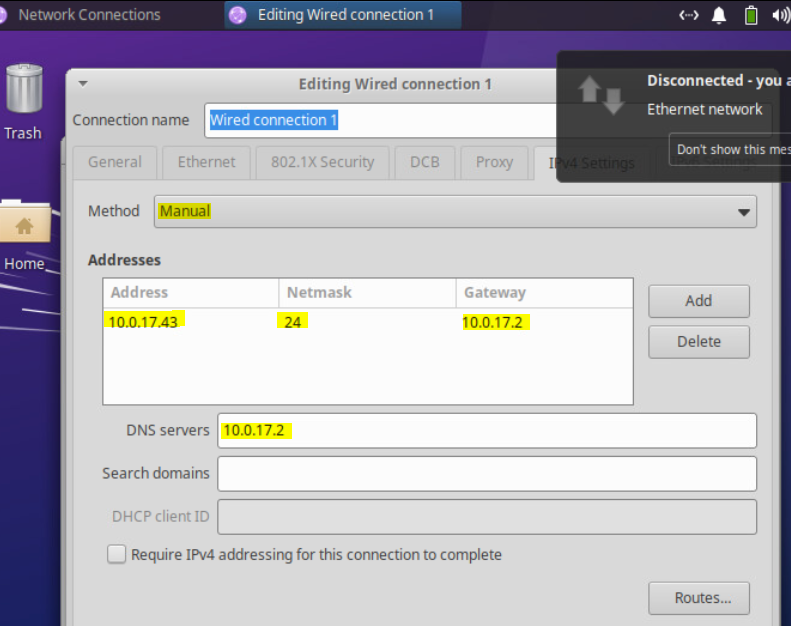 Network Connections
Editing Wired connection 1
Trash
Home
Editing Wired connection 1
Disconnected - you a
Ethernet network
Don't show this mes
Connection name
Wired connection 1
General
Ethernet
802.1X Security
DCB
Proxy
IPv4 Settings
Method
Manual
Addresses
Address
Netmask
Gateway
10.0.17.43
24
10.0.17.2
Add
Delete
DNS servers
10.0.17.2
Search domains
DHCP client ID
Require IPv4 addressing for this connection to complete
Routes...